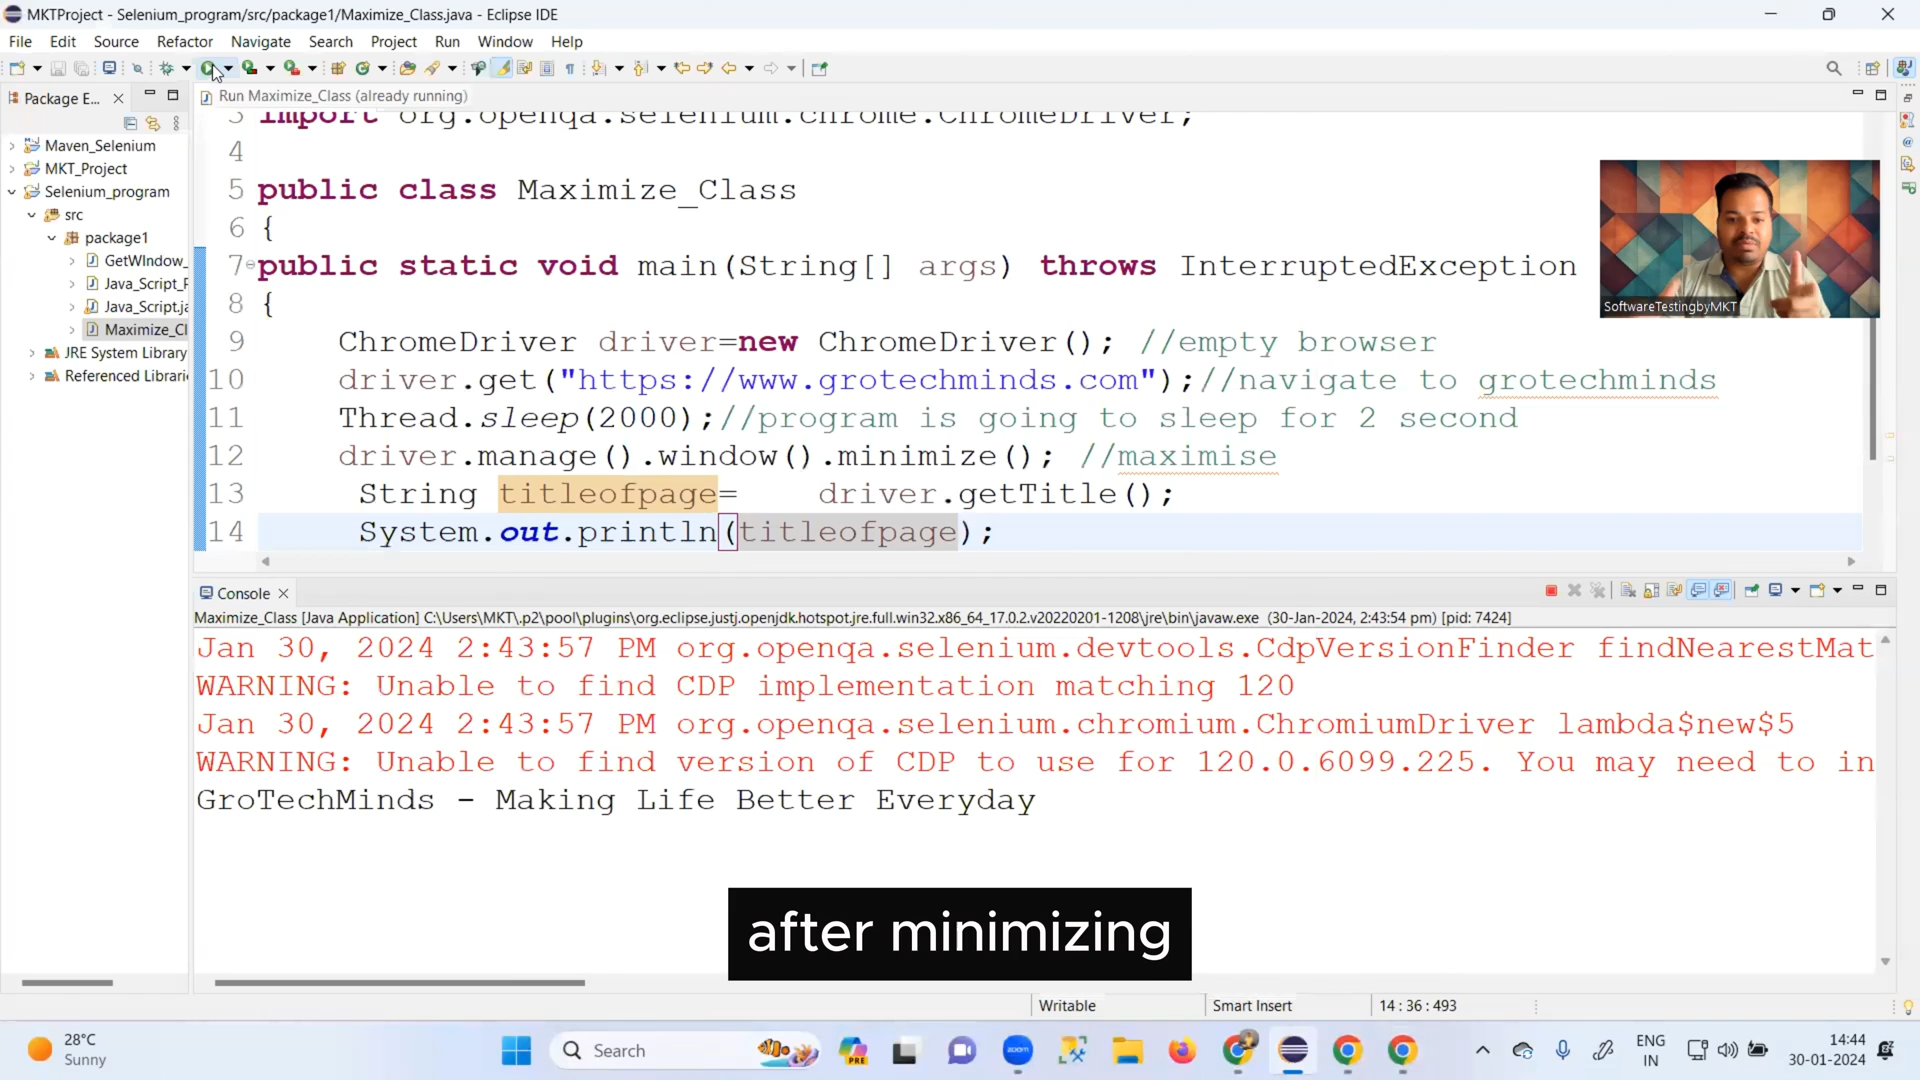 MKTProject - Selenium_program/src/package1/Maximize_Class.java - Eclipse IDE
File Edit Source Refactor Navigate Search Project Run Window Help
Package E...
Run Maximize_Class (already running)
Maven_Selenium
MKT_Project
Selenium_program
src
package1
GetWIndow_
Java_Script_F
Java_Script.ja
Maximize_Cl
JRE System Library
Referenced Librari
3 import org.openqa.selenium.chrome.ChromeDriver;
4
5 public class Maximize_Class
6 {
7 public static void main(String[] args) throws InterruptedException
8 {
9 ChromeDriver driver=new ChromeDriver(); //empty browser
10 driver.get("https://www.grotechminds.com");//navigate to grotechminds
11 Thread.sleep(2000);//program is going to sleep for 2 second
12 driver.manage().window().minimize(); //maximise
13 String titleofpage= driver.getTitle();
14 System.out.println(titleofpage);
SoftwareTestingbyMKT
Console
Maximize_Class [Java Application] C:\Users\MKT\.p2\pool\plugins\org.eclipse.justj.openjdk.hotspot.jre.full.win32.x86_64_17.0.2.v20220201-1208\jre\bin\javaw.exe (30-Jan-2024, 2:43:54 pm) [pid: 7424]
Jan 30, 2024 2:43:57 PM org.openqa.selenium.devtools.CdpVersionFinder findNearestMat
WARNING: Unable to find CDP implementation matching 120
Jan 30, 2024 2:43:57 PM org.openqa.selenium.chromium.ChromiumDriver lambda$new$5
WARNING: Unable to find version of CDP to use for 120.0.6099.225. You may need to in
GroTechMinds - Making Life Better Everyday
after minimizing
Writable Smart Insert 14 : 36 : 493
28°C
Sunny
Search
PRE
zoom
ENG
IN
14:44
30-01-2024